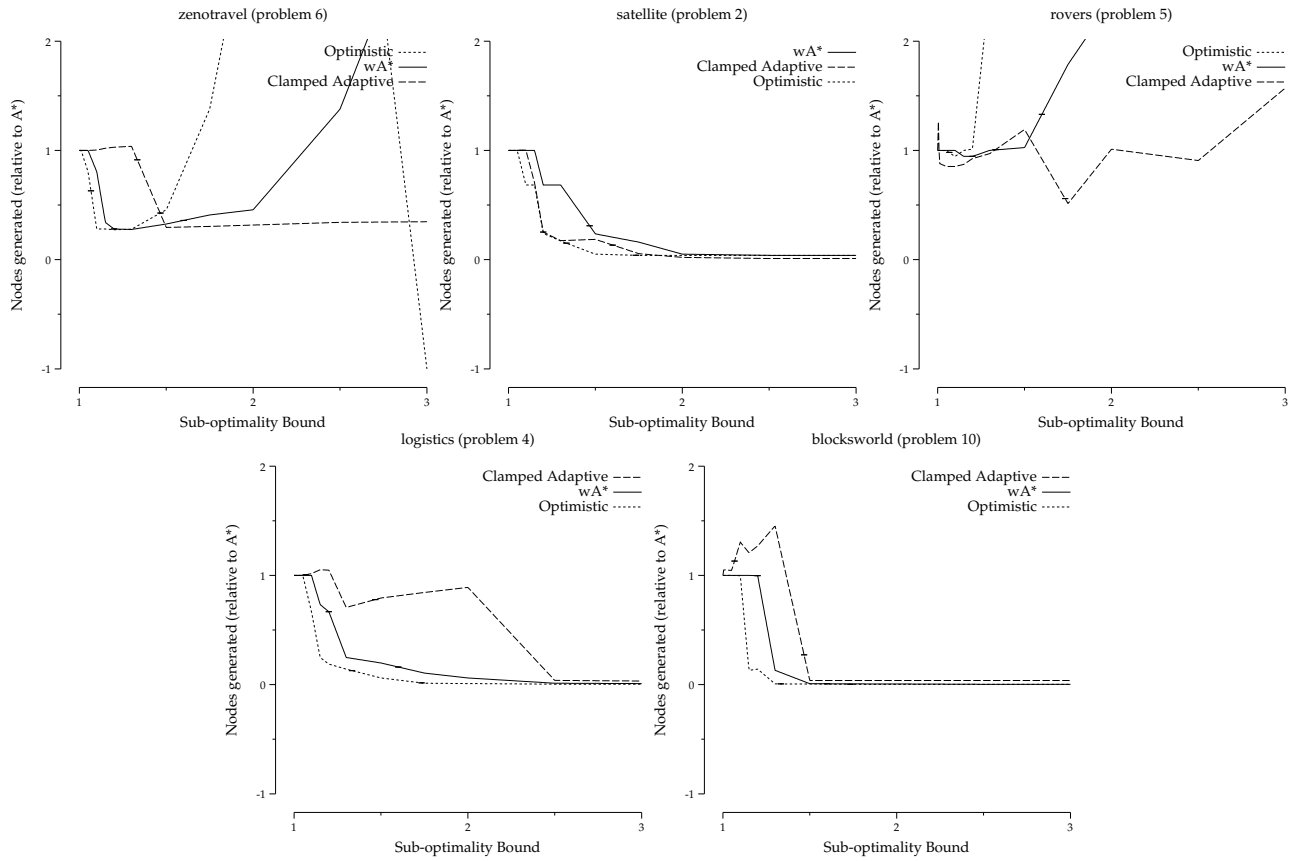 zenotravel (problem 6)
2
1
0
-1
Nodes generated (relative to A*)
Optimistic
wA*
Clamped Adaptive
1
2
3
Sub-optimality Bound
satellite (problem 2)
2
1
0
-1
Nodes generated (relative to A*)
wA*
Clamped Adaptive
Optimistic
1
2
3
Sub-optimality Bound
rovers (problem 5)
2
1
0
-1
Nodes generated (relative to A*)
Optimistic
wA*
Clamped Adaptive
1
2
3
Sub-optimality Bound
logistics (problem 4)
2
1
0
-1
Nodes generated (relative to A*)
Clamped Adaptive
wA*
Optimistic
1
2
3
Sub-optimality Bound
blocksworld (problem 10)
2
1
0
-1
Nodes generated (relative to A*)
Clamped Adaptive
wA*
Optimistic
1
2
3
Sub-optimality Bound